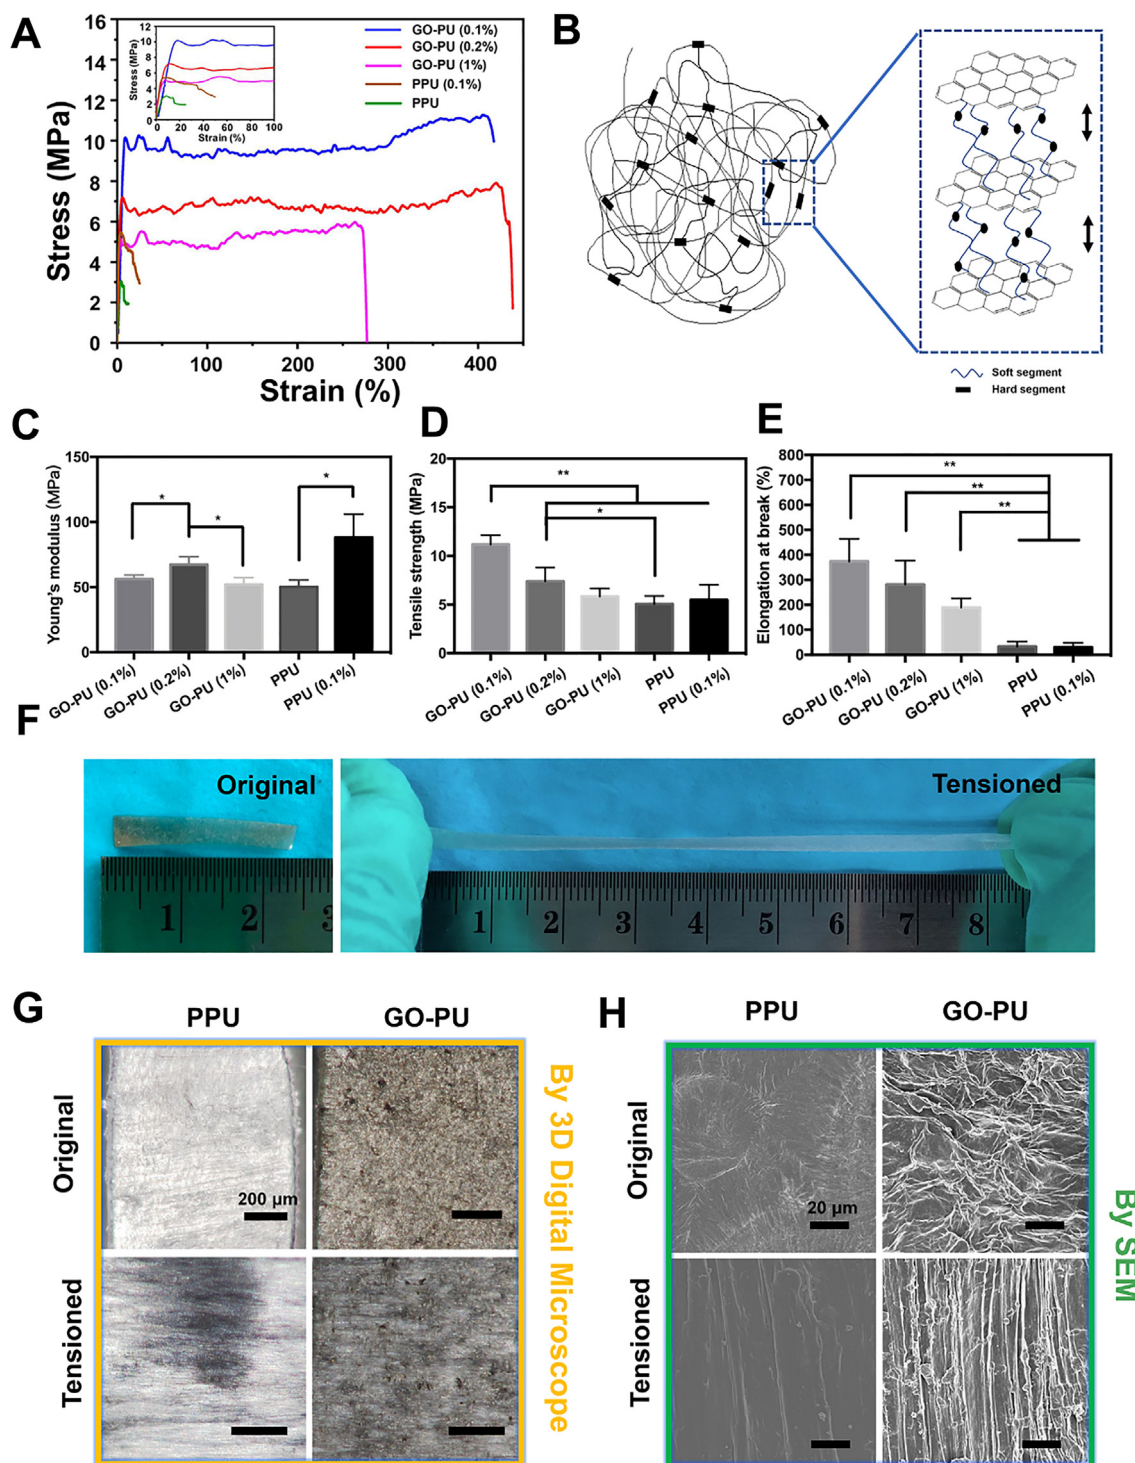 A
16
14
12
10
8
6
4
2
0
Stress (MPa)
0
100
200
300
400
Strain (%)
12
10
8
6
4
2
0
Stress (MPa)
0
20
40
60
80
100
Strain (%)
GO-PU (0.1%)
GO-PU (0.2%)
GO-PU (1%)
PPU (0.1%)
PPU
B
Soft segment
Hard segment
C
Young's modulus (MPa)
150
100
50
0
*
*
*
GO-PU (0.1%)
GO-PU (0.2%)
GO-PU (1%)
PPU
PPU (0.1%)
D
Tensile strength (MPa)
20
15
10
5
0
**
*
GO-PU (0.1%)
GO-PU (0.2%)
GO-PU (1%)
PPU
PPU (0.1%)
E
Elongation at break (%)
800
700
600
500
400
300
200
100
0
**
**
**
GO-PU (0.1%)
GO-PU (0.2%)
GO-PU (1%)
PPU
PPU (0.1%)
F
Original
1
2
3
Tensioned
1
2
3
4
5
6
7
8
G
PPU
GO-PU
Original
200 μm
Tensioned
By 3D Digital Microscope
H
PPU
GO-PU
Original
20 μm
Tensioned
By SEM